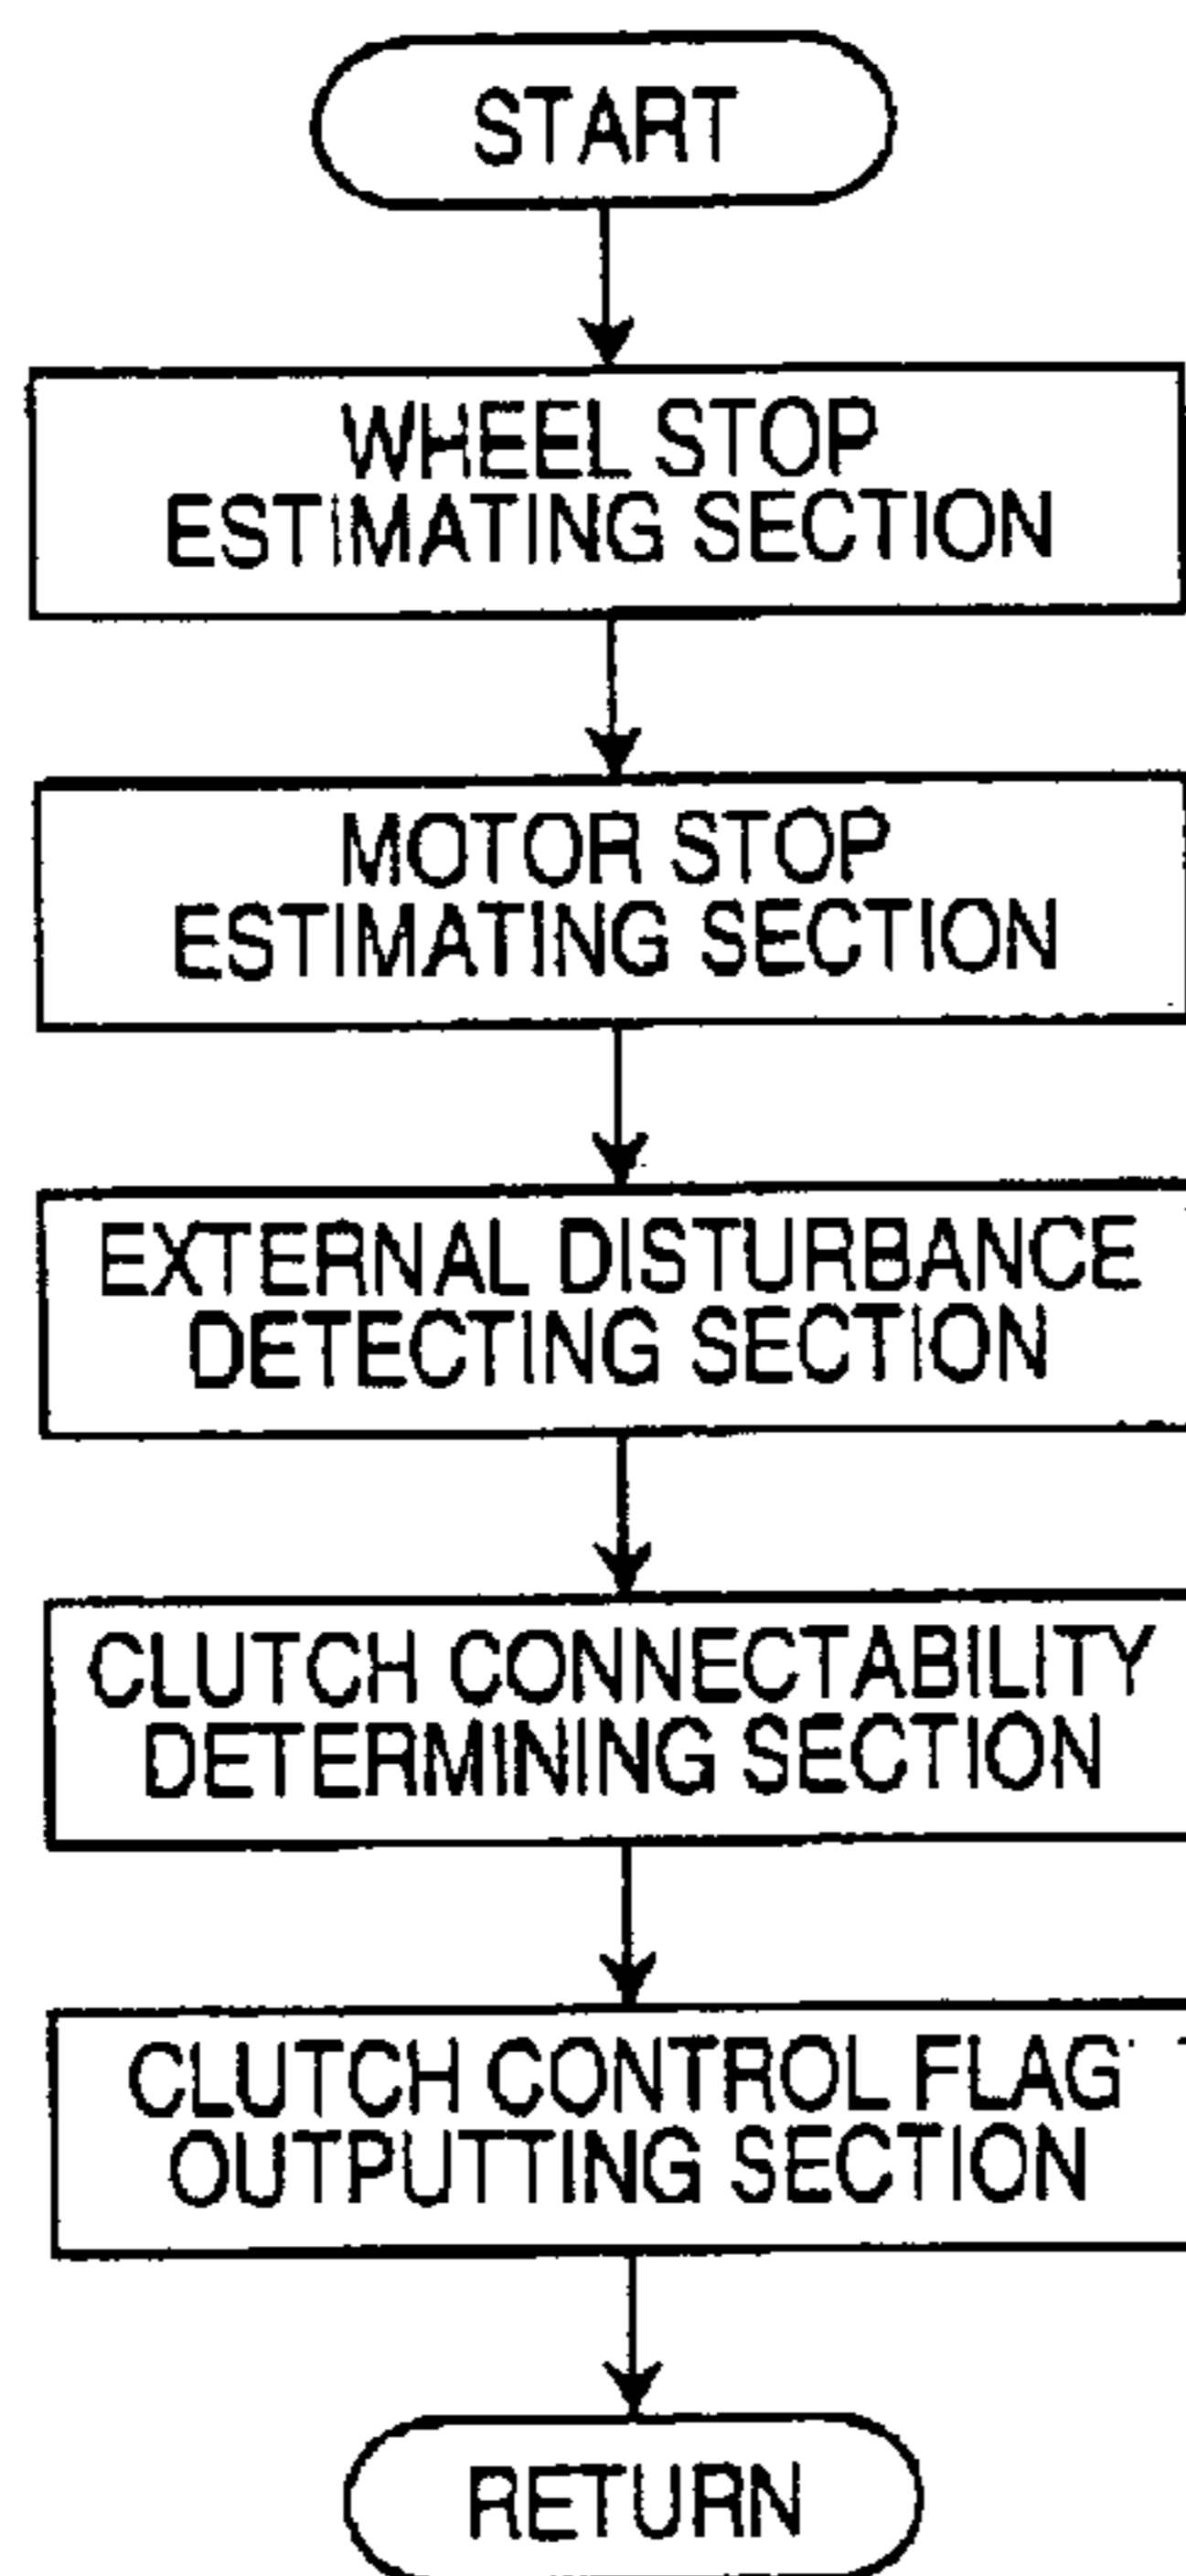 START
WHEEL STOP
ESTIMATING SECTION
MOTOR STOP
ESTIMATING SECTION
EXTERNAL DISTURBANCE
DETECTING SECTION
CLUTCH CONNECTABILITY
DETERMINING SECTION
CLUTCH CONTROL FLAG
OUTPUTTING SECTION
RETURN